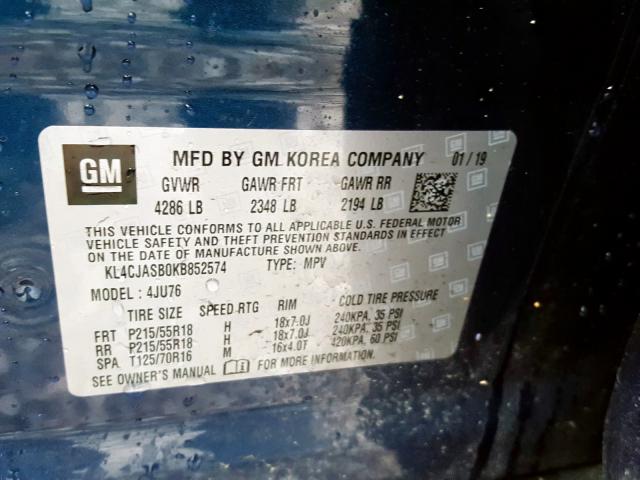 GM
MFD BY GM KOREA COMPANY 01/19
GVWR GAWR FRT GAWR RR
4286 LB 2348 LB 2194 LB
THIS VEHICLE CONFORMS TO ALL APPLICABLE U.S. FEDERAL MOTOR
VEHICLE SAFETY AND THEFT PREVENTION STANDARDS IN EFFECT
ON THE DATE OF MANUFACTURE SHOWN ABOVE.
KL4CJASB0KB852574 TYPE: MPV
MODEL: 4JU76
TIRE SIZE SPEED RTG RIM COLD TIRE PRESSURE
FRT P215/55R18 H 18x7.0J 240KPA, 35 PSI
RR P215/55R18 H 18x7.0J 240KPA, 35 PSI
SPA T125/70R16 M 16x4.0T 420KPA, 60 PSI
SEE OWNER'S MANUAL FOR MORE INFORMATION